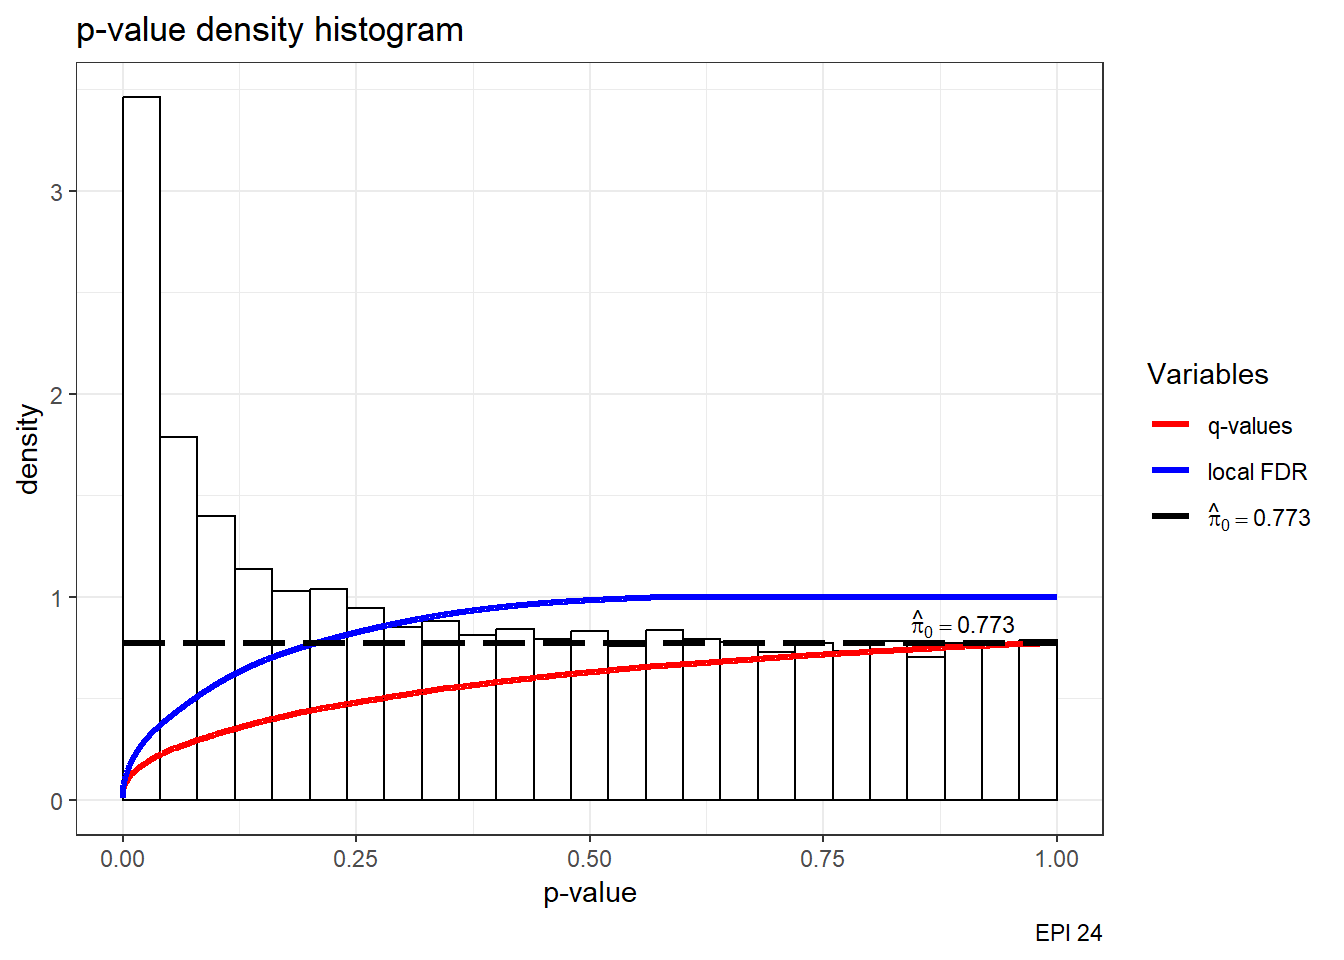 p-value density histogram
3
2
1
0
density
0.00 0.25 0.50 0.75 1.00
p-value
π̂₀ = 0.773
Variables
q-values
local FDR
π̂₀ = 0.773
EPI 24